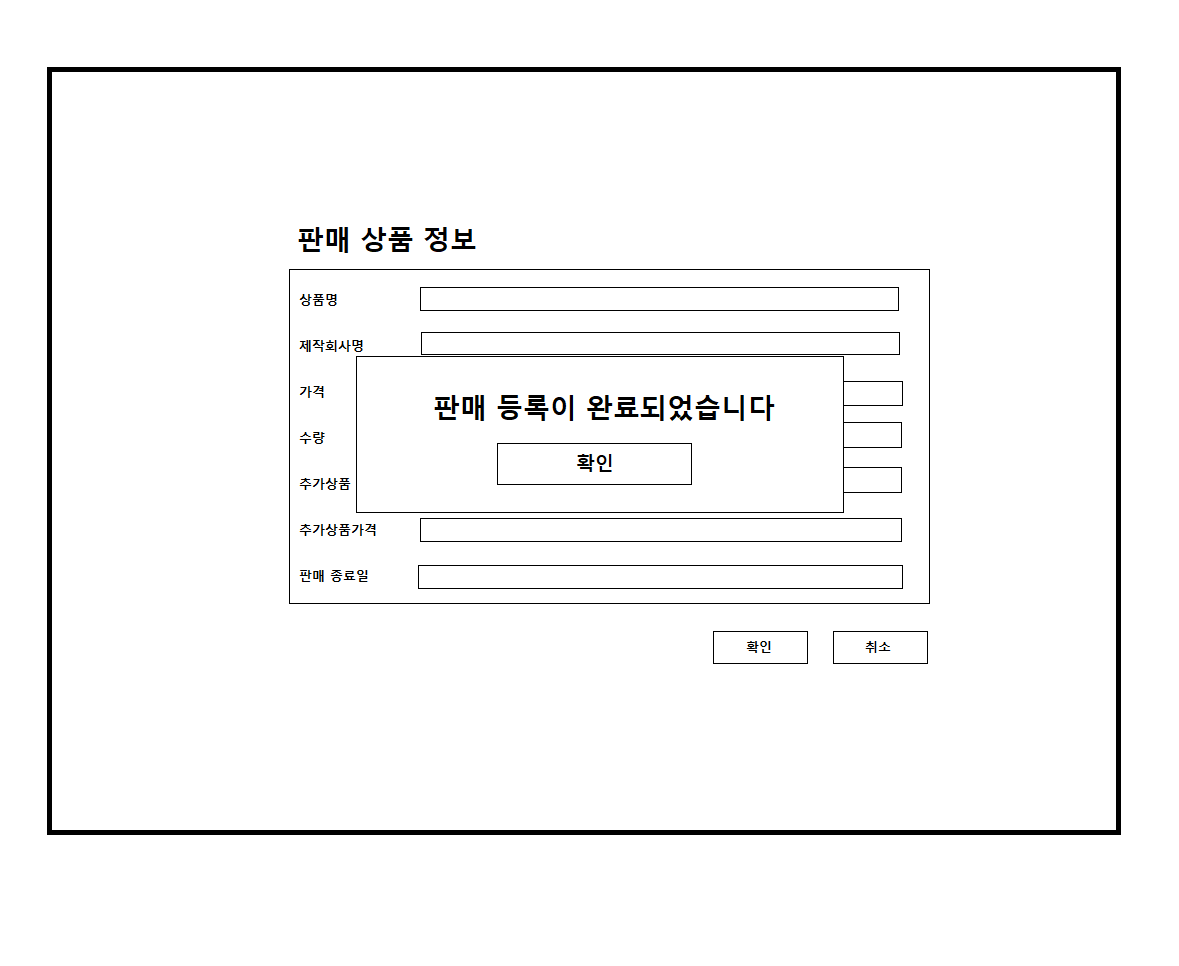 판매 상품 정보
상품명
제작회사명
가격
판매 등록이 완료되었습니다
수량
확인
추가상품
추가상품가격
판매 종료일
확인
취소